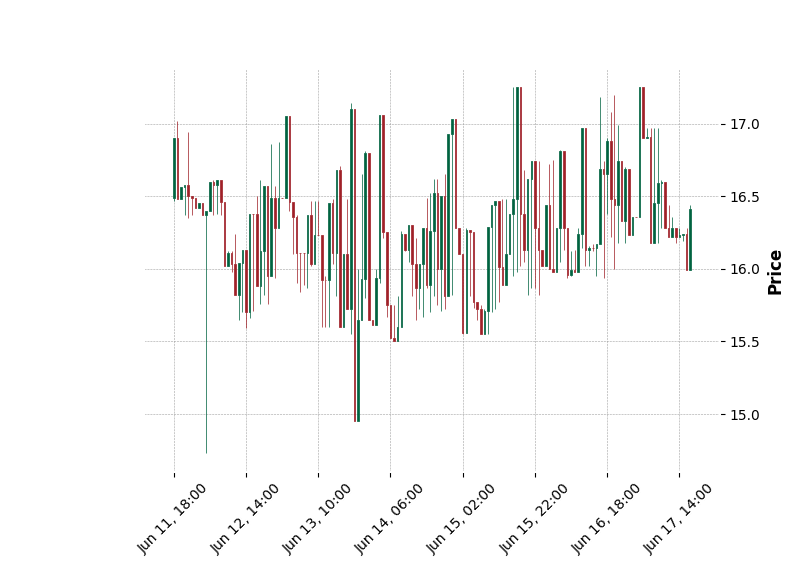 17.0
16.5
16.0
15.5
15.0
Price
Jun 11, 18:00
Jun 12, 14:00
Jun 13, 10:00
Jun 14, 06:00
Jun 15, 02:00
Jun 15, 22:00
Jun 16, 18:00
Jun 17, 14:00